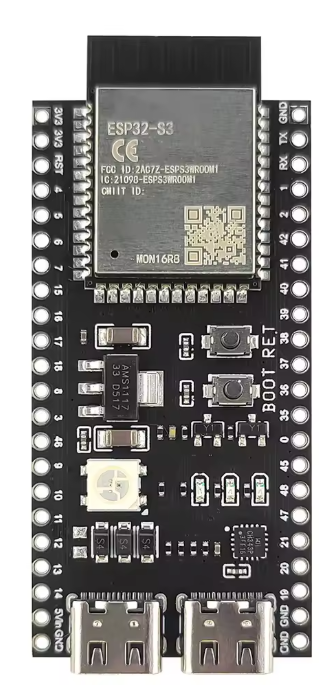 ESP32-S3
CE
FCC ID:2AC7Z-ESPS3WROOM1
IC:21098-ESPS3WROOM1
CMIIT ID:
MON16R8
3V3
3V3
RST
4
5
6
7
15
16
17
18
8
3
46
9
10
11
12
13
14
5Vin
GND
GND
TX
RX
1
2
42
41
40
39
38
37
36
35
0
45
48
47
21
20
19
GND
GND
RET
BOOT
AMS1117
S4
S4
S4